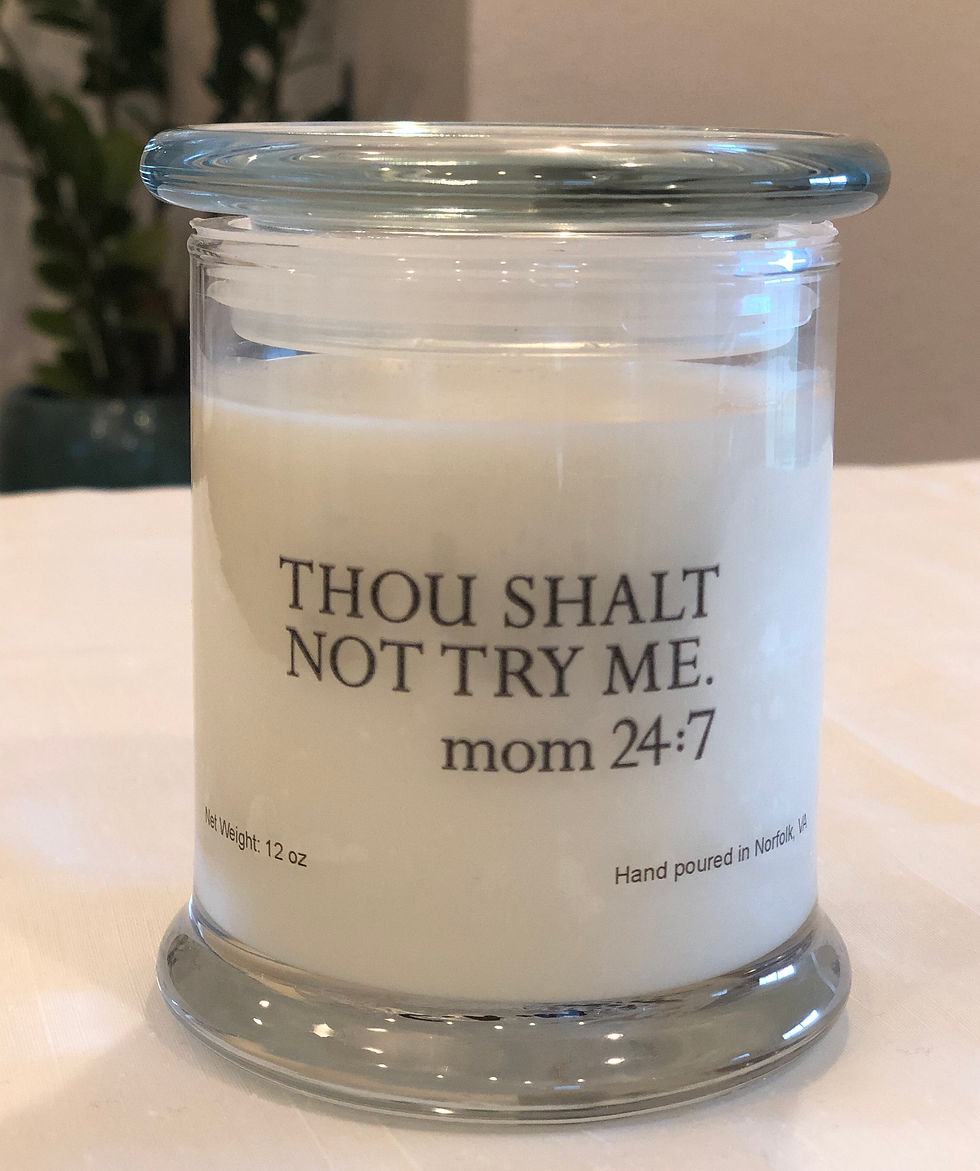 THOU SHALT
NOT TRY ME.
mom 24:7
Net Weight: 12 oz
Hand poured in Norfolk, VA